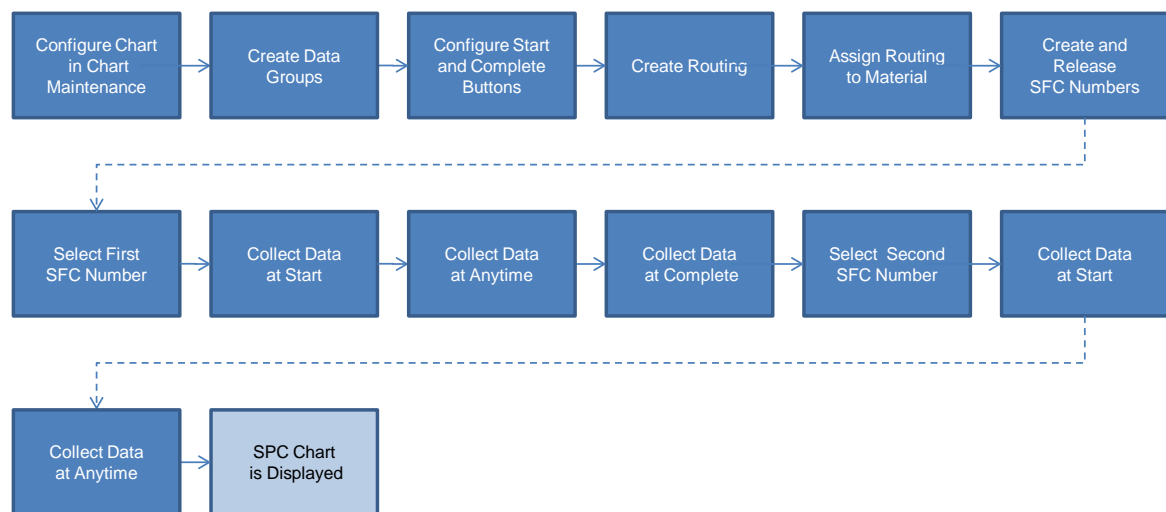 Configure Chart
in Chart
Maintenance
Create Data
Groups
Configure Start
and Complete
Buttons
Create Routing
Assign Routing
to Material
Create and
Release
SFC Numbers
Select First
SFC Number
Collect Data
at Start
Collect Data
at Anytime
Collect Data
at Complete
Select Second
SFC Number
Collect Data
at Start
Collect Data
at Anytime
SPC Chart
is Displayed